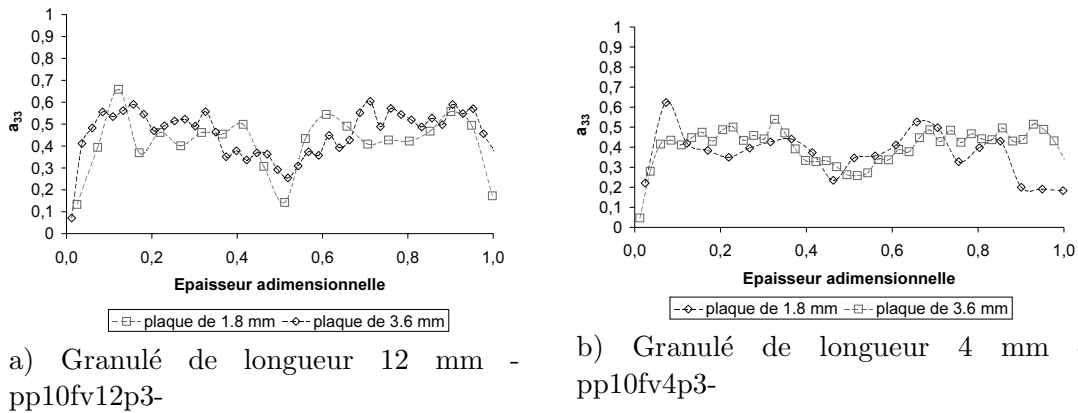 1
0,9
0,8
0,7
0,6
0,5
0,4
0,3
0,2
0,1
0
a33
0,0 0,2 0,4 0,6 0,8 1,0
Epaisseur adimensionnelle
plaque de 1.8 mm plaque de 3.6 mm
a) Granulé de longueur 12 mm -
pp10fv12p3-
1
0,9
0,8
0,7
0,6
0,5
0,4
0,3
0,2
0,1
0
a33
0,0 0,2 0,4 0,6 0,8 1,0
Epaisseur adimensionnelle
plaque de 1.8 mm plaque de 3.6 mm
b) Granulé de longueur 4 mm -
pp10fv4p3-